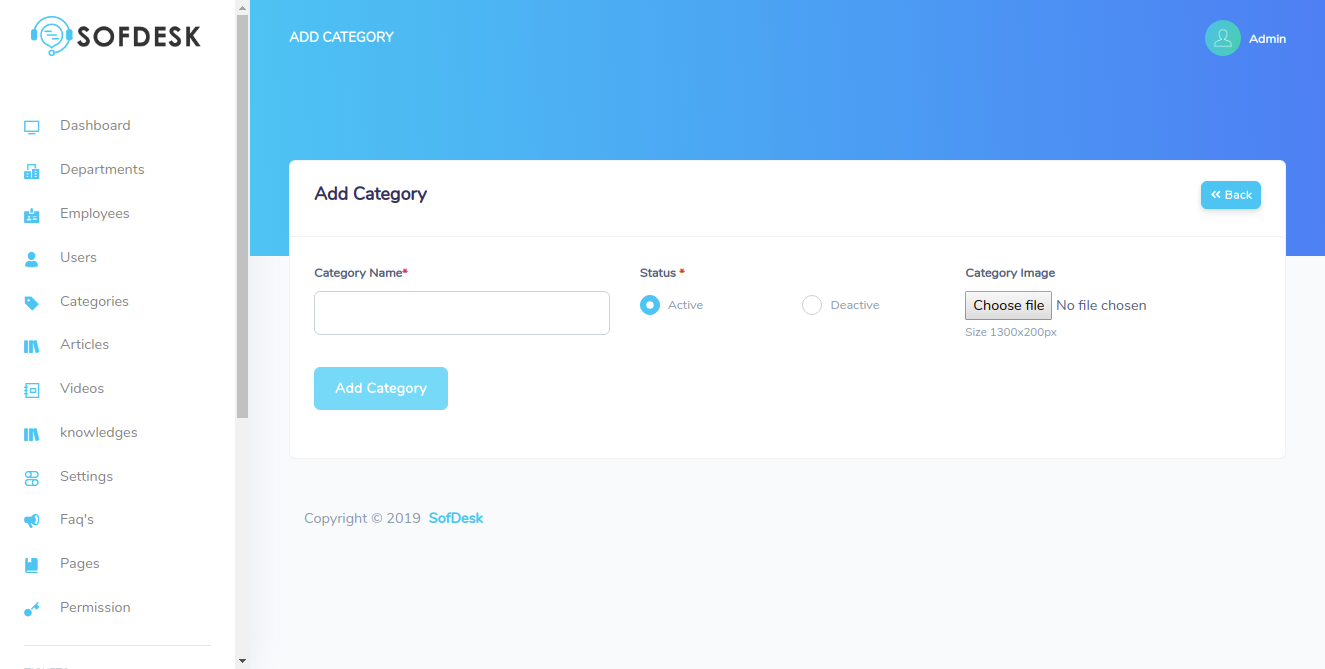 SOFDESK
Dashboard
Departments
Employees
Users
Categories
Articles
Videos
knowledges
Settings
Faq's
Pages
Permission
ADD CATEGORY
Admin
Add Category
Back
Category Name*
Status *
Active
Deactive
Category Image
Choose file No file chosen
Size 1300x200px
Add Category
Copyright © 2019 SofDesk